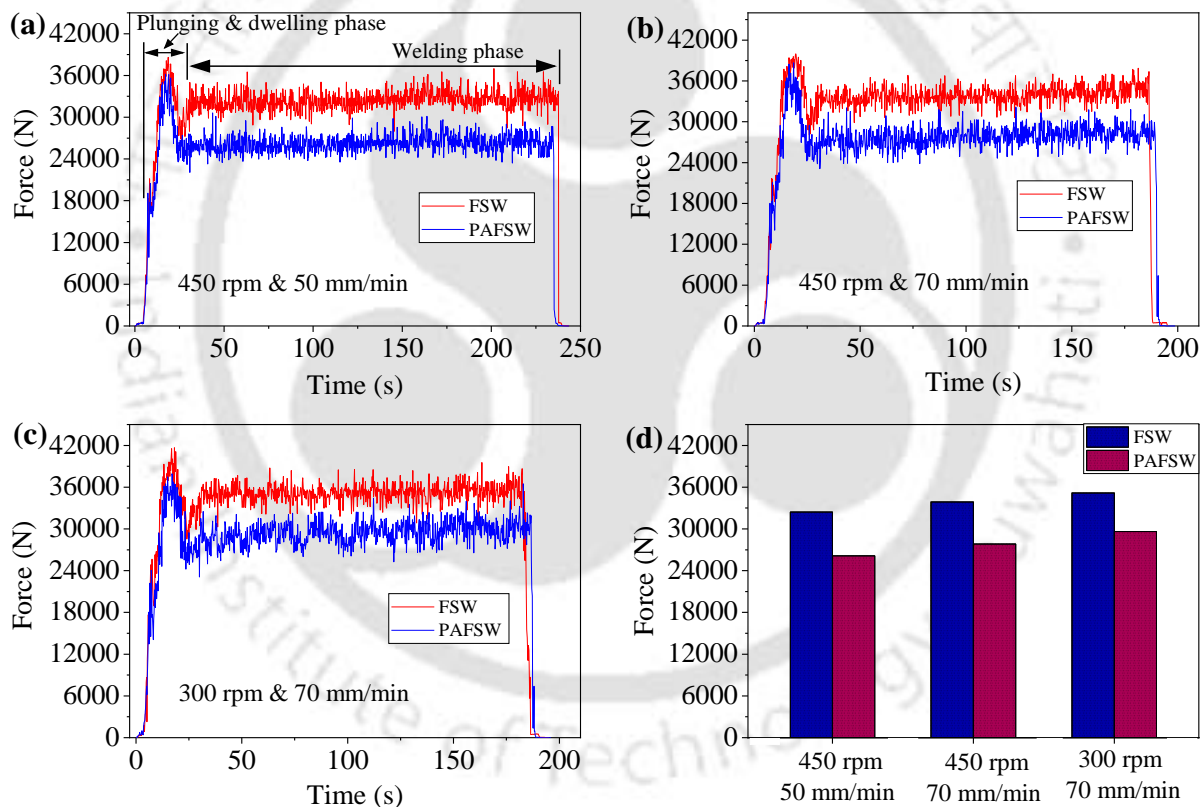 (a)
Plunging & dwelling phase
Welding phase
42000
36000
30000
24000
18000
12000
6000
0
Force (N)
FSW
PAFSW
450 rpm & 50 mm/min
0 50 100 150 200 250
Time (s)
(b)
42000
36000
30000
24000
18000
12000
6000
0
Force (N)
FSW
PAFSW
450 rpm & 70 mm/min
0 50 100 150 200
Time (s)
(c)
42000
36000
30000
24000
18000
12000
6000
0
Force (N)
FSW
PAFSW
300 rpm & 70 mm/min
0 50 100 150 200
Time (s)
(d)
42000
36000
30000
24000
18000
12000
6000
0
Force (N)
FSW
PAFSW
450 rpm 450 rpm 300 rpm
50 mm/min 70 mm/min 70 mm/min
Institute of Technology